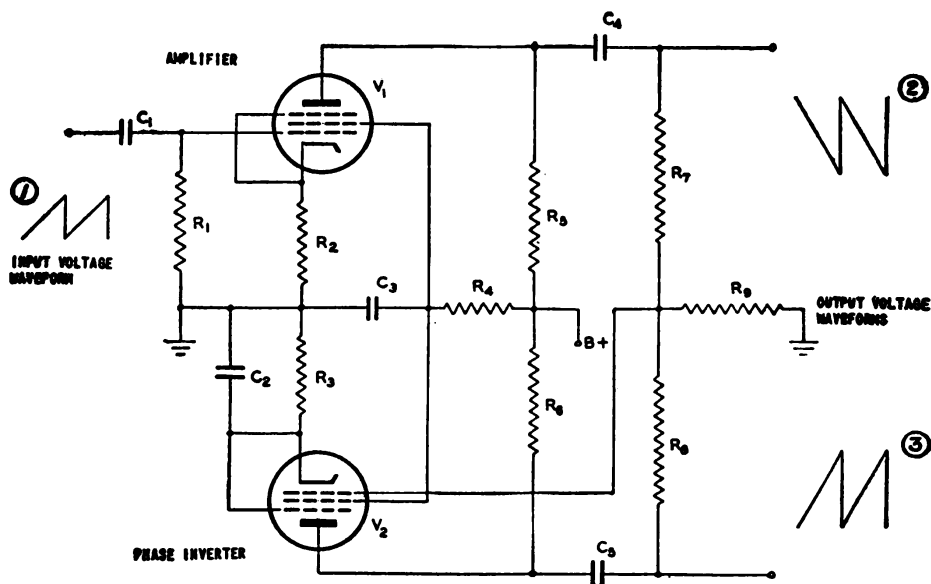 AMPLIFIER
C4
V1
C1
②
①
R7
R1
R5
R2
INPUT VOLTAGE
WAVEFORM
C3
R4
R9
OUTPUT VOLTAGE
WAVEFORMS
B+
C2
R3
R6
R8
③
V2
PHASE INVERTER
C5